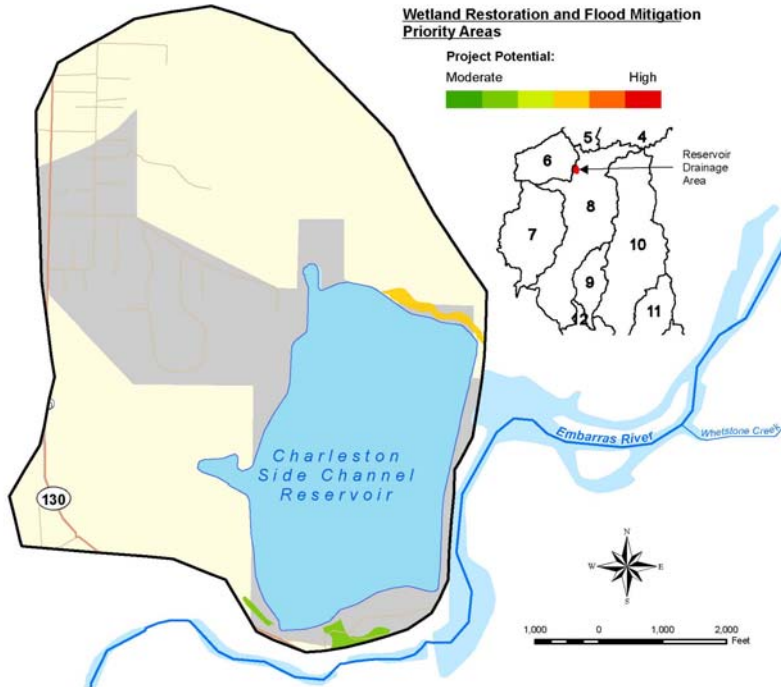 Wetland Restoration and Flood Mitigation
Priority Areas
Project Potential:
Moderate High
5 4
6
Reservoir
Drainage
Area
8
7
10
9
11
12
Embarras River
Whetstone Creek
Charleston
Side Channel
Reservoir
130
N
W E
S
1,000 0 1,000 2,000
Feet